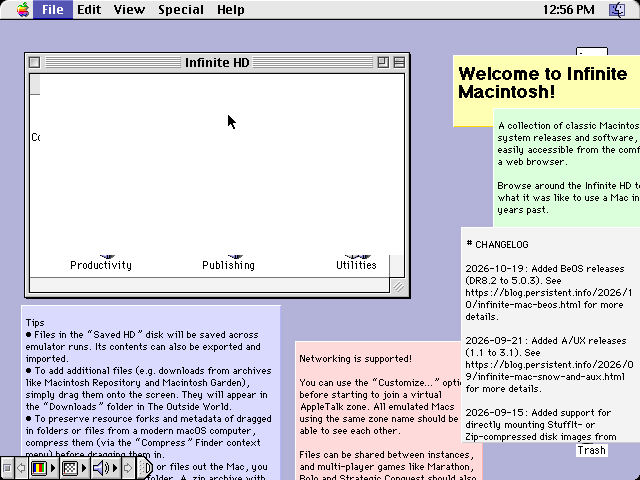 File Edit View Special Help 12:56 PM
Infinite HD
Productivity Publishing Utilities
Welcome to Infinite
Macintosh!
A collection of classic Macintos
system releases and software,
easily accessible from the comf
a web browser.
Browse around the Infinite HD t
what it was like to use a Mac in
years past.
# CHANGELOG
2026-10-19: Added BeOS releases
(DR8.2 to 5.0.3). See
https://blog.persistent.info/2026/1
0/infinite-mac-beos.html for more
details.
2026-09-21: Added A/UX releases
(1.1 to 3.1). See
https://blog.persistent.info/2026/0
9/infinite-mac-snow-and-aux.html
for more details.
2026-09-15: Added support for
directly mounting StuffIt- or
Zip-compressed disk images from
Tips
● Files in the “Saved HD” disk will be saved across
emulator runs. Its contents can also be exported and
imported.
● To add additional files (e.g. downloads from archives
like Macintosh Repository and Macintosh Garden),
simply drag them onto the screen. They will appear
in the “Downloads” folder in The Outside World.
● To preserve resource forks and metadata of dragged
in folders or files from a modern macOS computer,
compress them (via the “Compress” Finder context
menu) before dragging them in.
or files out the Mac, you
folder. A .zip archive with
Networking is supported!
You can use the “Customize...” optio
before starting to join a virtual
AppleTalk zone. All emulated Macs
using the same zone name should be
able to see each other.
Files can be shared between instances,
and multi-player games like Marathon,
Bolo and Strategic Conquest should also
Trash